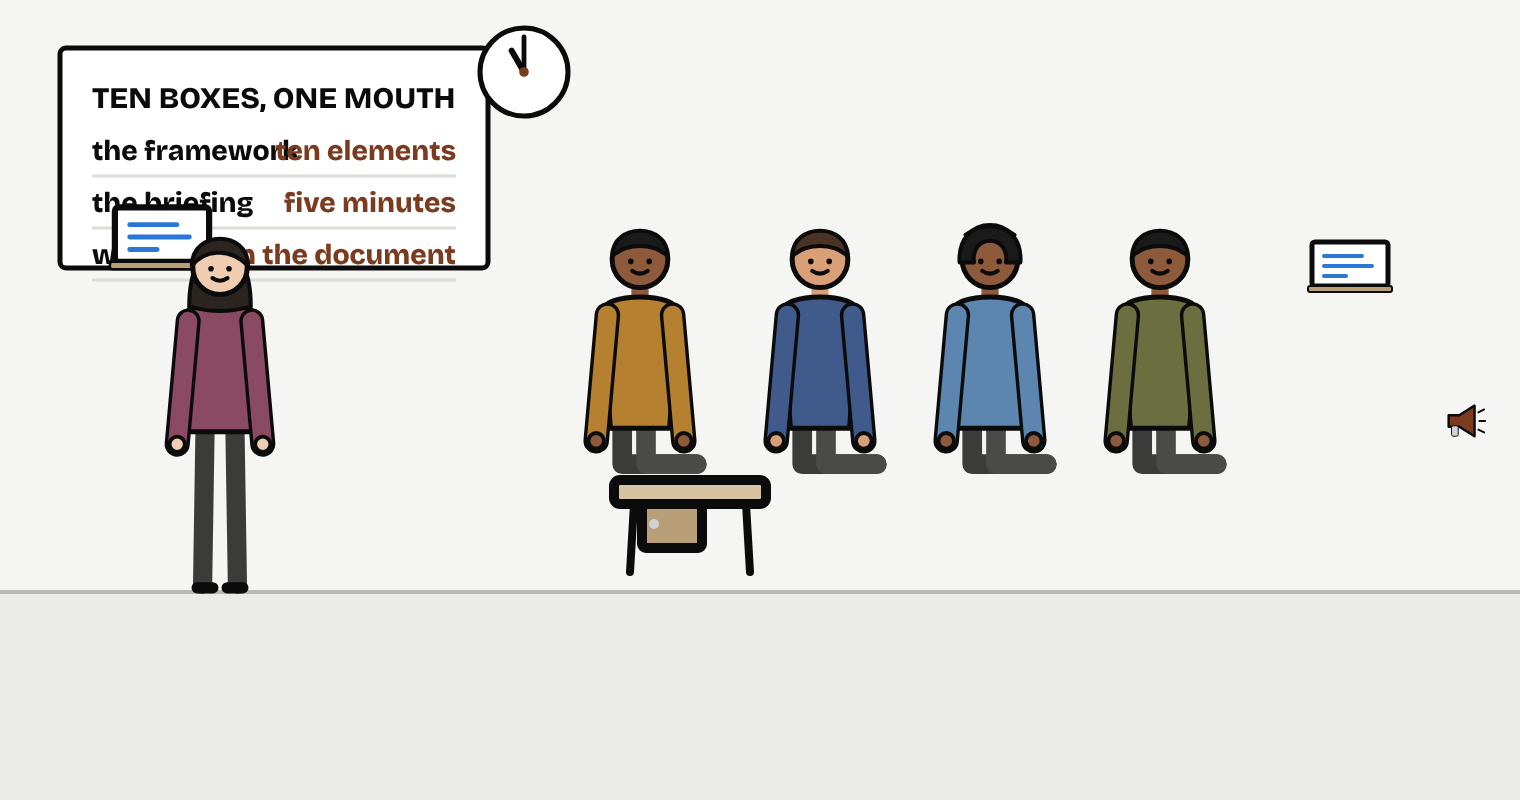 TEN BOXES, ONE MOUTH
the framework ten elements
the briefing five minutes
the document